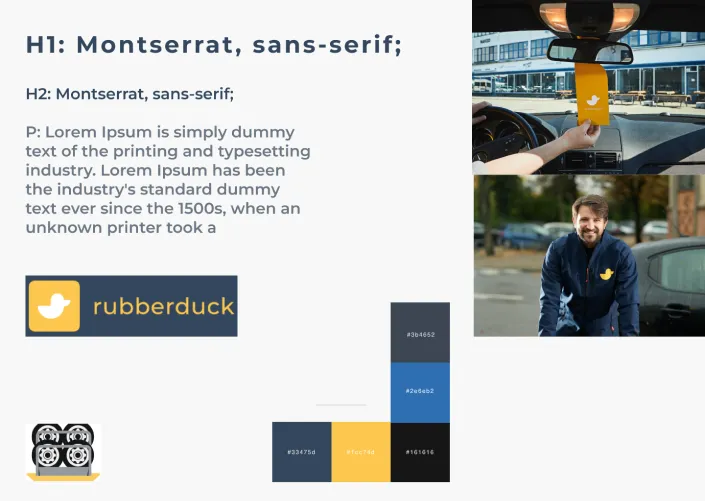 H1: Montserrat, sans-serif;
H2: Montserrat, sans-serif;
P: Lorem Ipsum is simply dummy
text of the printing and typesetting
industry. Lorem Ipsum has been
the industry's standard dummy
text ever since the 1500s, when an
unknown printer took a
rubberduck
#3b4652
#2e6eb2
#33475d
#161616